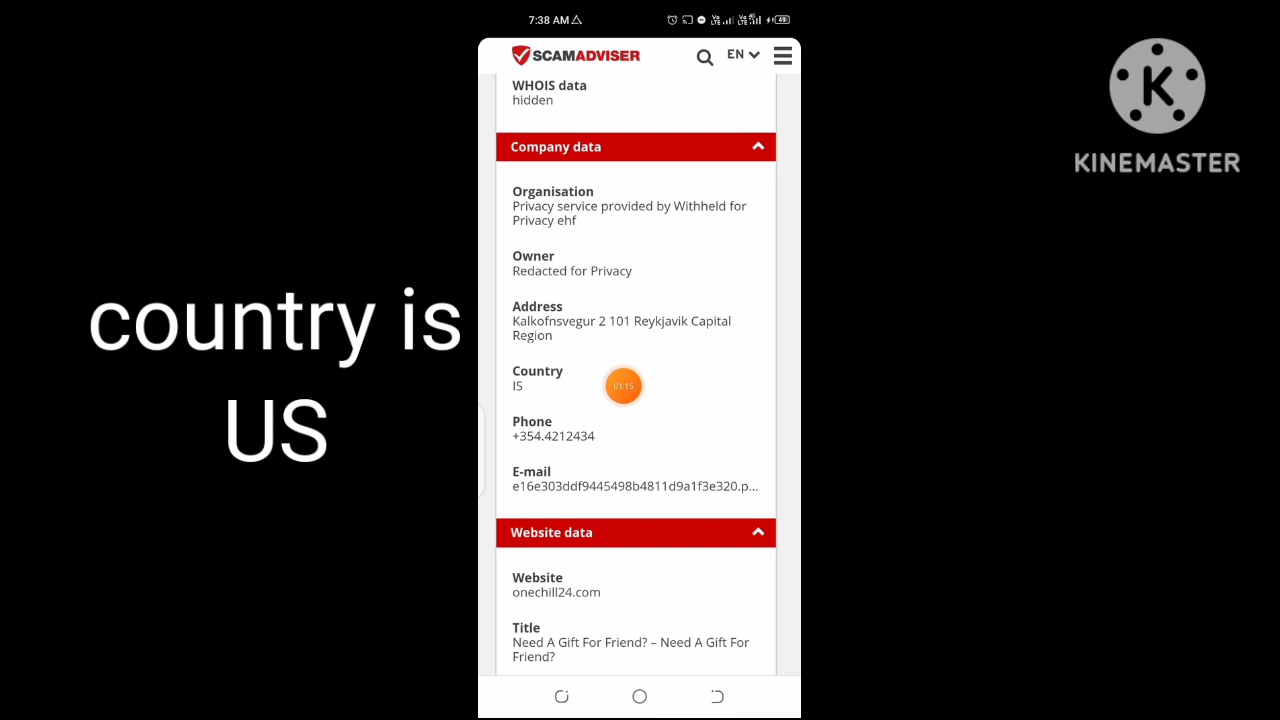 7:38 AM
49
SCAMADVISER
EN
WHOIS data
hidden
Company data
Organisation
Privacy service provided by Withheld for
Privacy ehf
Owner
Redacted for Privacy
Address
Kalkofnsvegur 2 101 Reykjavik Capital
Region
Country
IS
01:15
Phone
+354.4212434
E-mail
e16e303ddf9445498b4811d9a1f3e320.p...
Website data
Website
onechill24.com
Title
Need A Gift For Friend? – Need A Gift For
Friend?
country is
US
K
KINEMASTER